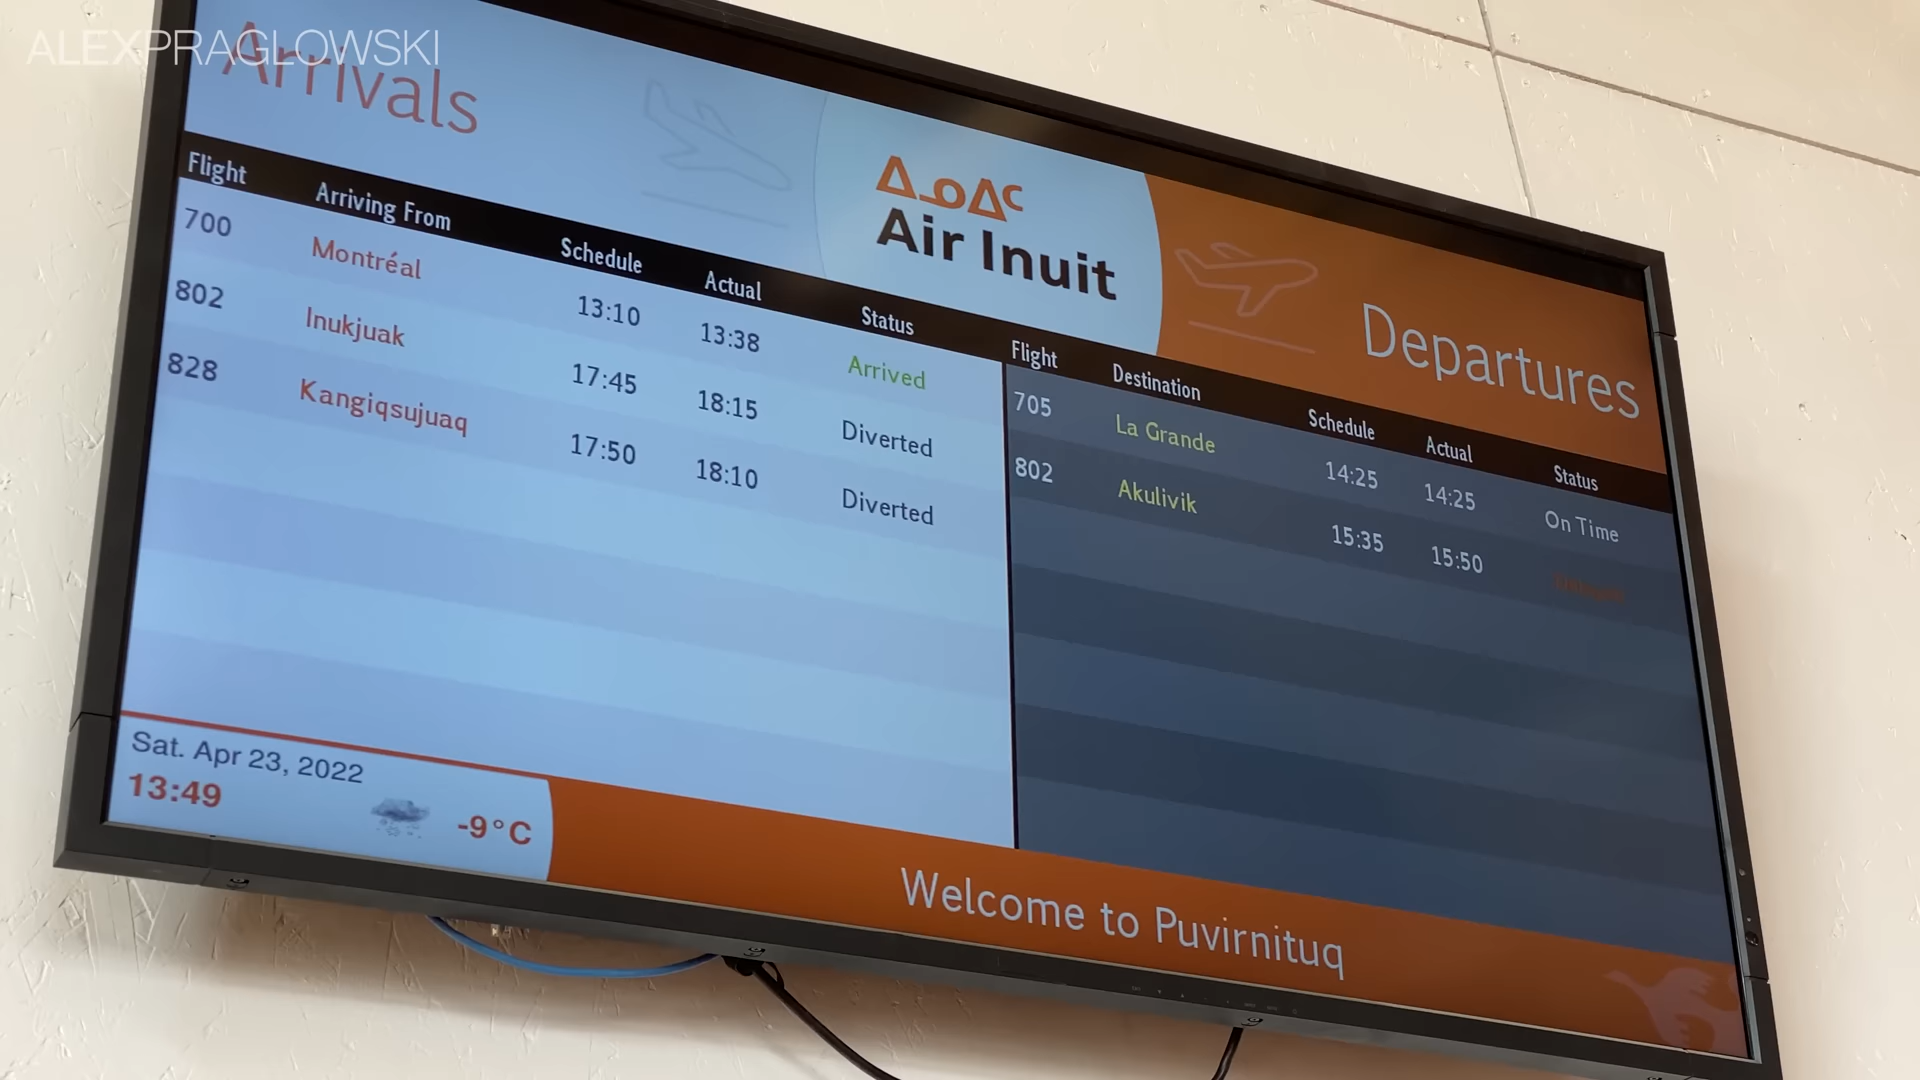 ALEXPRAGLOWSKI
Arrivals
ᐃᓄᐃᑦ
Air Inuit
Departures
Flight Arriving From Schedule Actual Status
700 Montréal 13:10 13:38 Arrived
802 Inukjuak 17:45 18:15 Diverted
828 Kangiqsujuaq 17:50 18:10 Diverted
Flight Destination Schedule Actual Status
705 La Grande 14:25 14:25 On Time
802 Akulivik 15:35 15:50
Sat. Apr 23, 2022
13:49 -9°C
Welcome to Puvirnituq